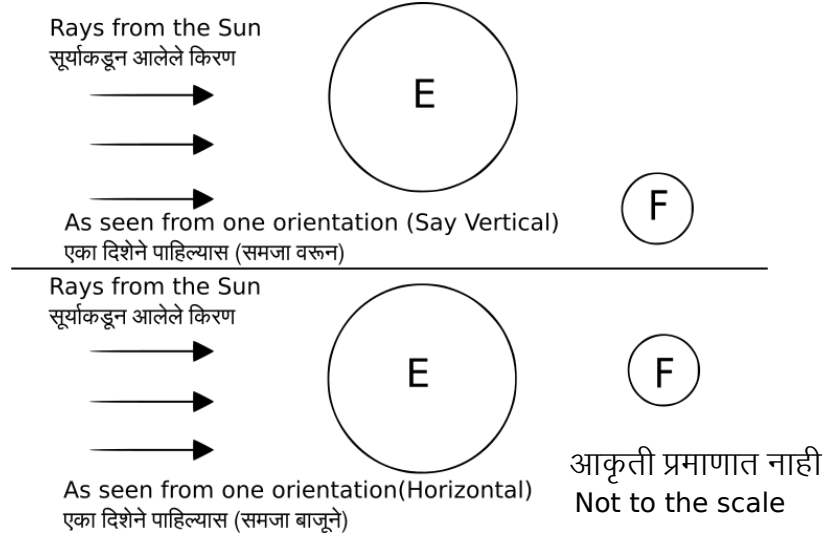 Rays from the Sun
सूर्याकडून आलेले किरण
E
F
As seen from one orientation (Say Vertical)
एका दिशेने पाहिल्यास (समजा वरून)
Rays from the Sun
सूर्याकडून आलेले किरण
E
F
आकृती प्रमाणात नाही
As seen from one orientation(Horizontal)
Not to the scale
एका दिशेने पाहिल्यास (समजा बाजूने)